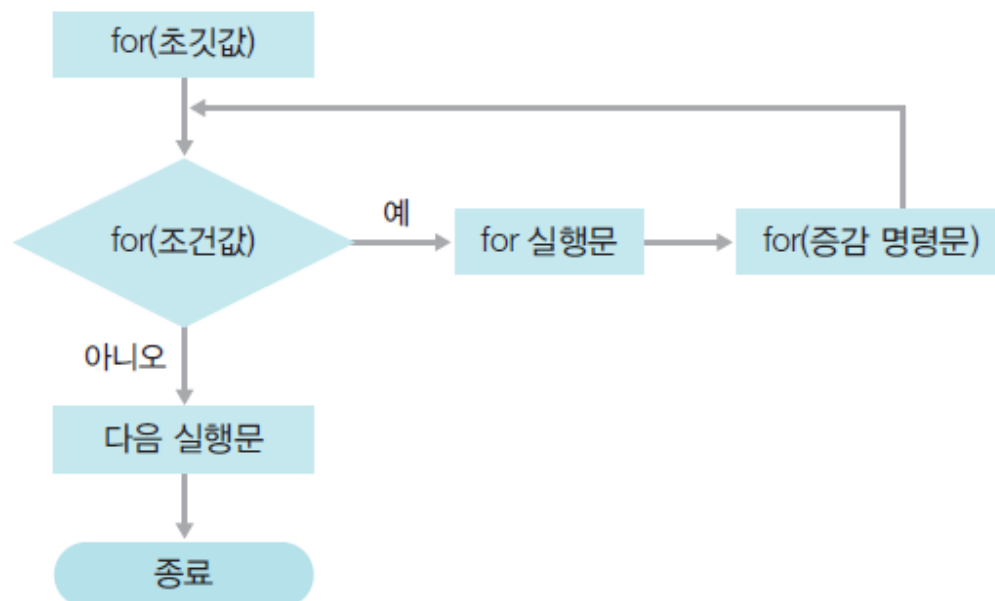 for(초깃값)
for(조건값)
예
for 실행문
for(증감 명령문)
아니오
다음 실행문
종료